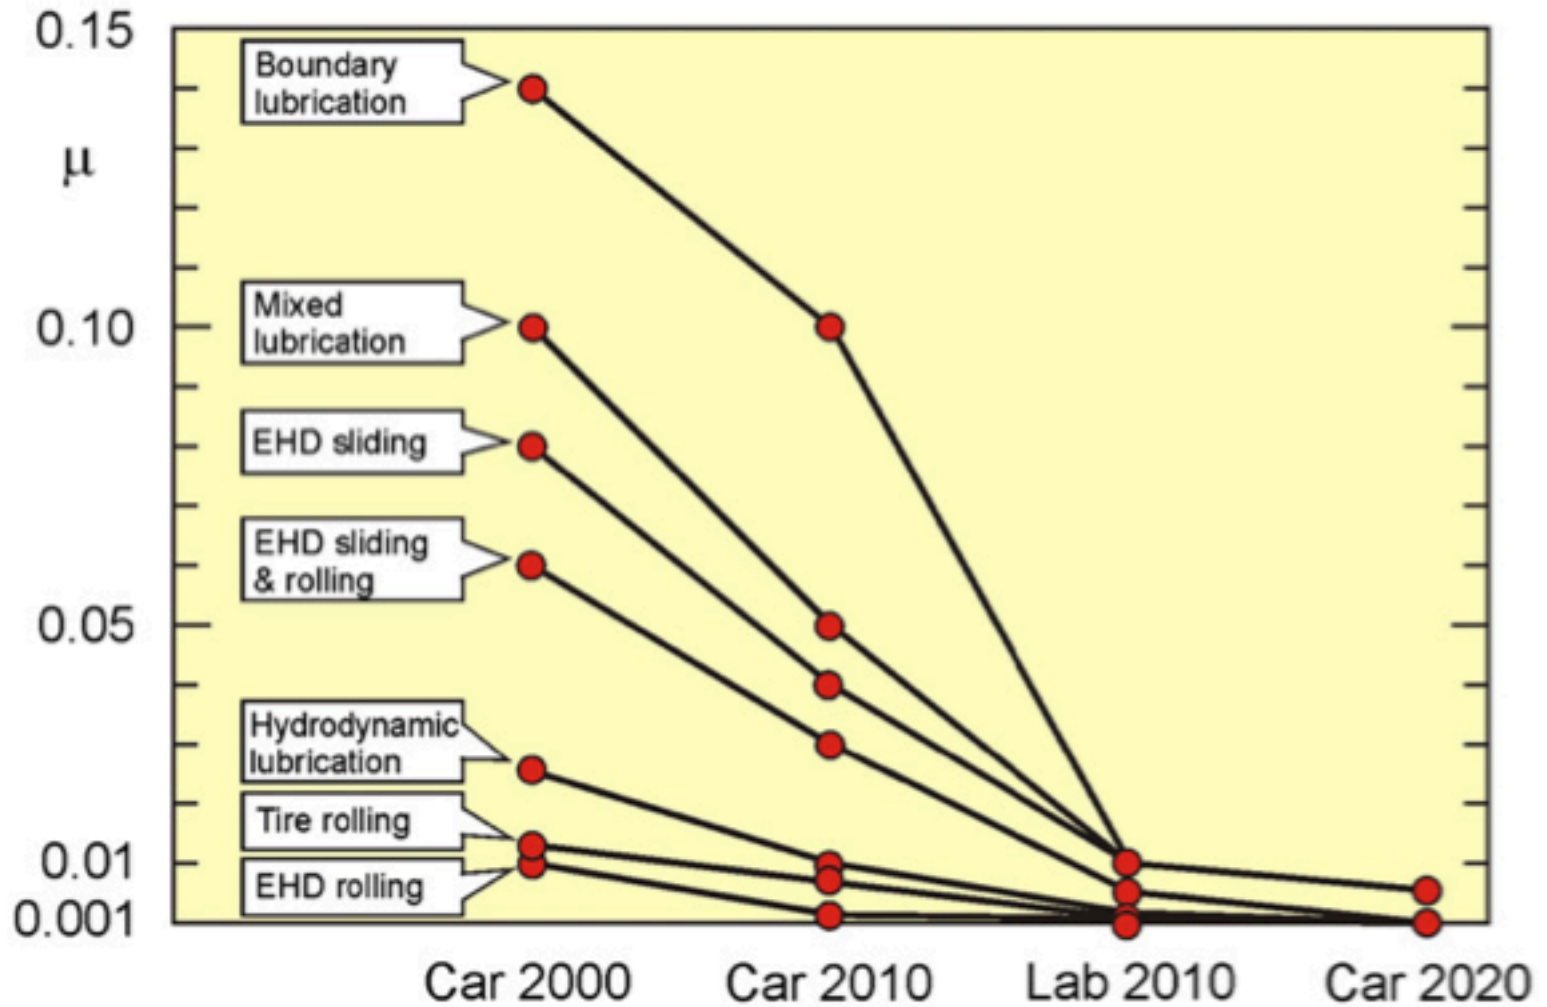 0.15
Boundary
lubrication
μ
Mixed
lubrication
0.10
EHD sliding
EHD sliding
& rolling
0.05
Hydrodynamic
lubrication
Tire rolling
0.01
EHD rolling
0.001
Car 2000 Car 2010 Lab 2010 Car 2020